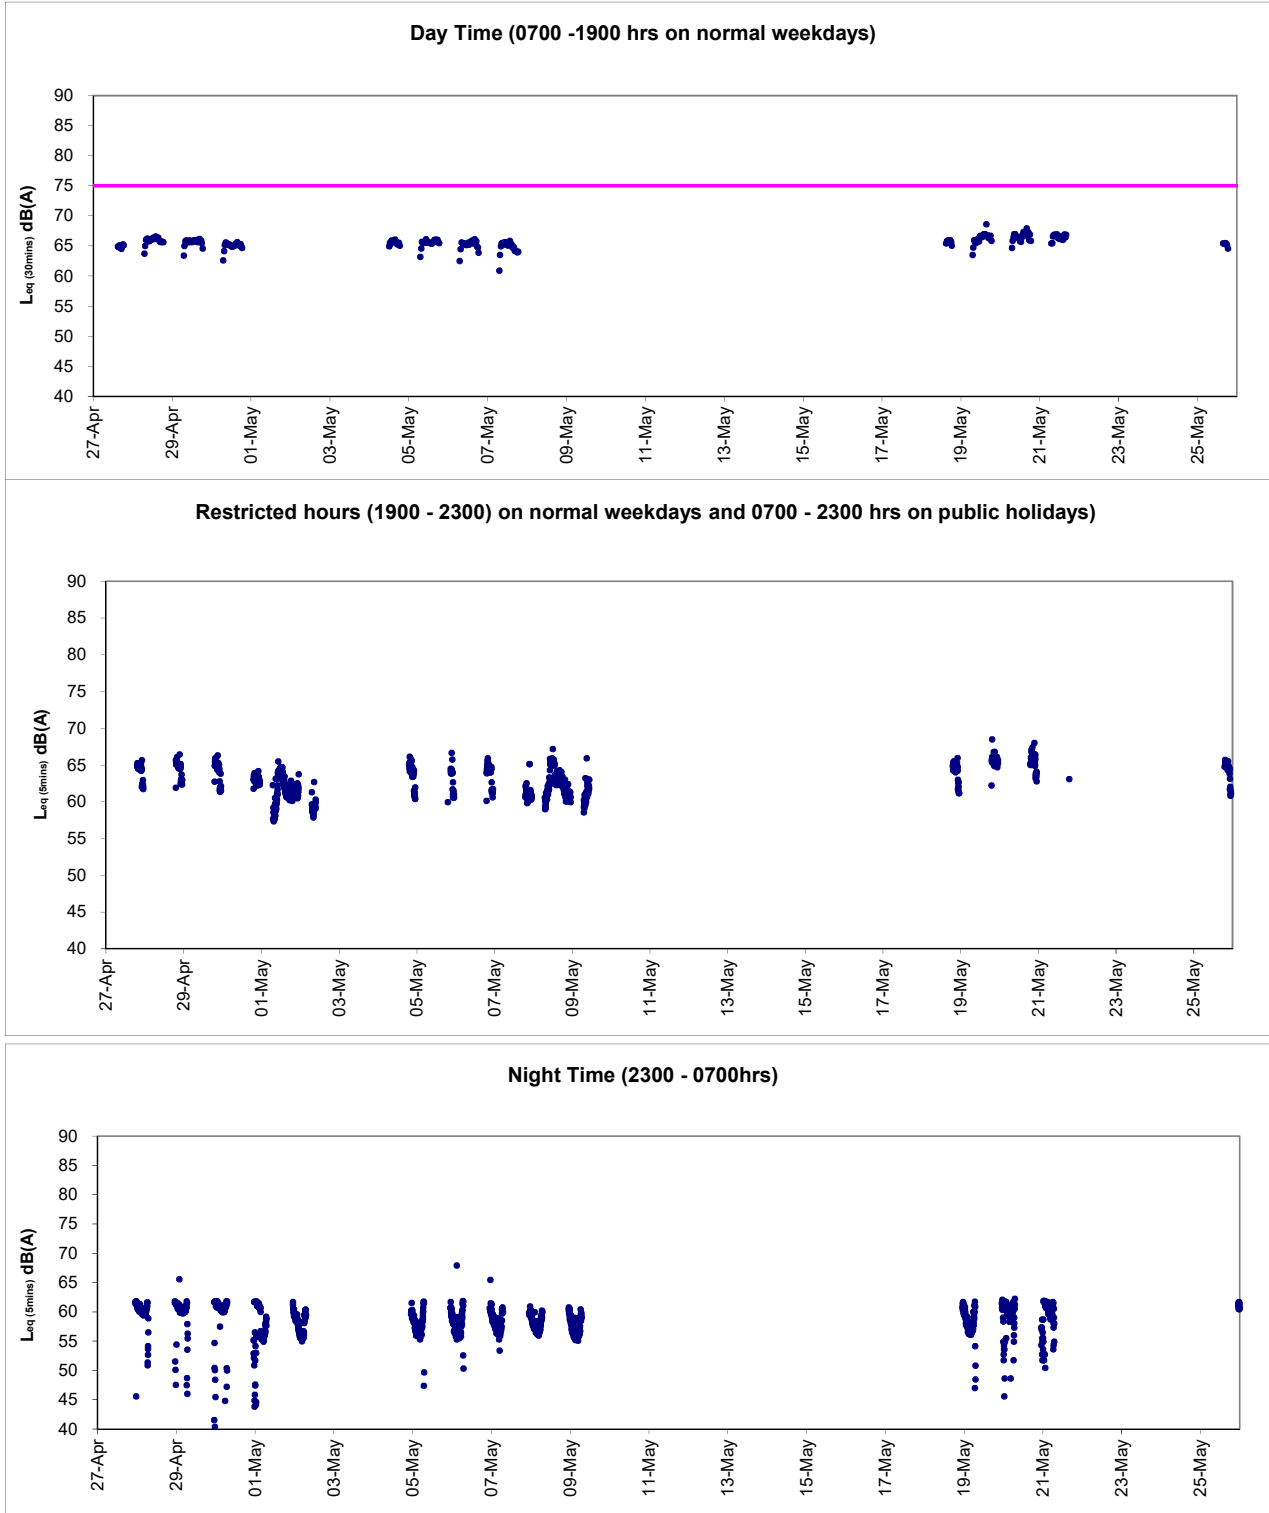 Day Time (0700 -1900 hrs on normal weekdays)
90
85
80
75
70
65
60
55
50
45
40
Leq (30mins) dB(A)
27-Apr
29-Apr
01-May
03-May
05-May
07-May
09-May
11-May
13-May
15-May
17-May
19-May
21-May
23-May
25-May
Restricted hours (1900 - 2300) on normal weekdays and 0700 - 2300 hrs on public holidays)
90
85
80
75
70
65
60
55
50
45
40
Leq (5mins) dB(A)
27-Apr
29-Apr
01-May
03-May
05-May
07-May
09-May
11-May
13-May
15-May
17-May
19-May
21-May
23-May
25-May
Night Time (2300 - 0700hrs)
90
85
80
75
70
65
60
55
50
45
40
Leq (5mins) dB(A)
27-Apr
29-Apr
01-May
03-May
05-May
07-May
09-May
11-May
13-May
15-May
17-May
19-May
21-May
23-May
25-May